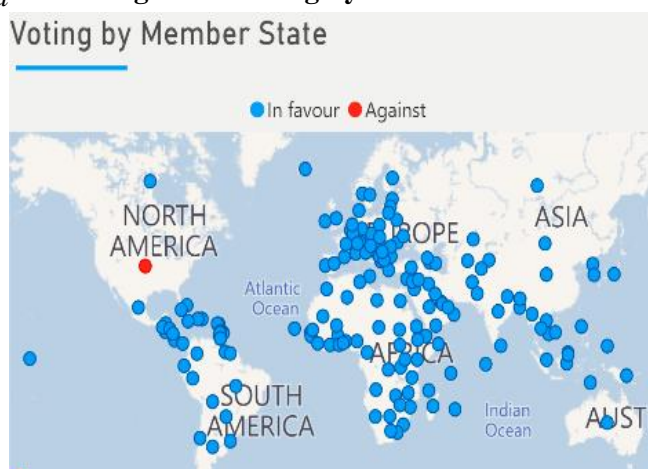 Voting by Member State
In favour Against
NORTH
AMERICA
EUROPE
ASIA
Atlantic
Ocean
AFRICA
SOUTH
AMERICA
Indian
Ocean
AUST